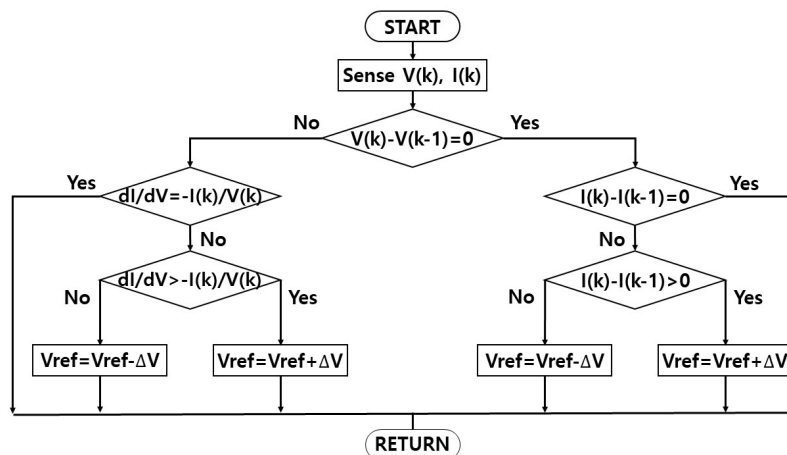 START
Sense V(k), I(k)
No
V(k)-V(k-1)=0
Yes
Yes
dI/dV=-I(k)/V(k)
I(k)-I(k-1)=0
Yes
No
No
dI/dV>-I(k)/V(k)
I(k)-I(k-1)>0
No
Yes
No
Yes
Vref=Vref-ΔV
Vref=Vref+ΔV
Vref=Vref-ΔV
Vref=Vref+ΔV
RETURN